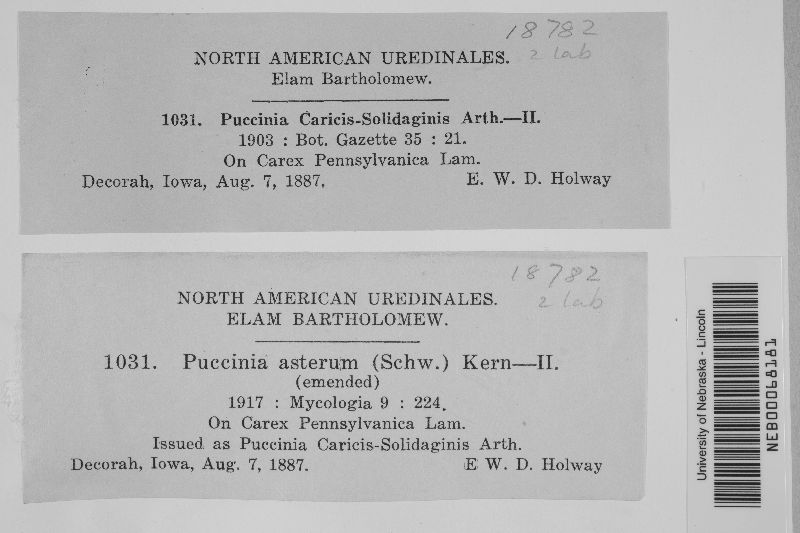 18782
2 lab
NORTH AMERICAN UREDINALES.
Elam Bartholomew.
1031. Puccinia Caricis-Solidaginis Arth.—II.
1903 : Bot. Gazette 35 : 21.
On Carex Pennsylvanica Lam.
Decorah, Iowa, Aug. 7, 1887. E. W. D. Holway
18782
2 lab
NORTH AMERICAN UREDINALES.
ELAM BARTHOLOMEW.
1031. Puccinia asterum (Schw.) Kern—II.
(emended)
1917 : Mycologia 9 : 224.
On Carex Pennsylvanica Lam.
Issued as Puccinia Caricis-Solidaginis Arth.
Decorah, Iowa, Aug. 7, 1887. E W. D. Holway
University of Nebraska - Lincoln
NEB00068181